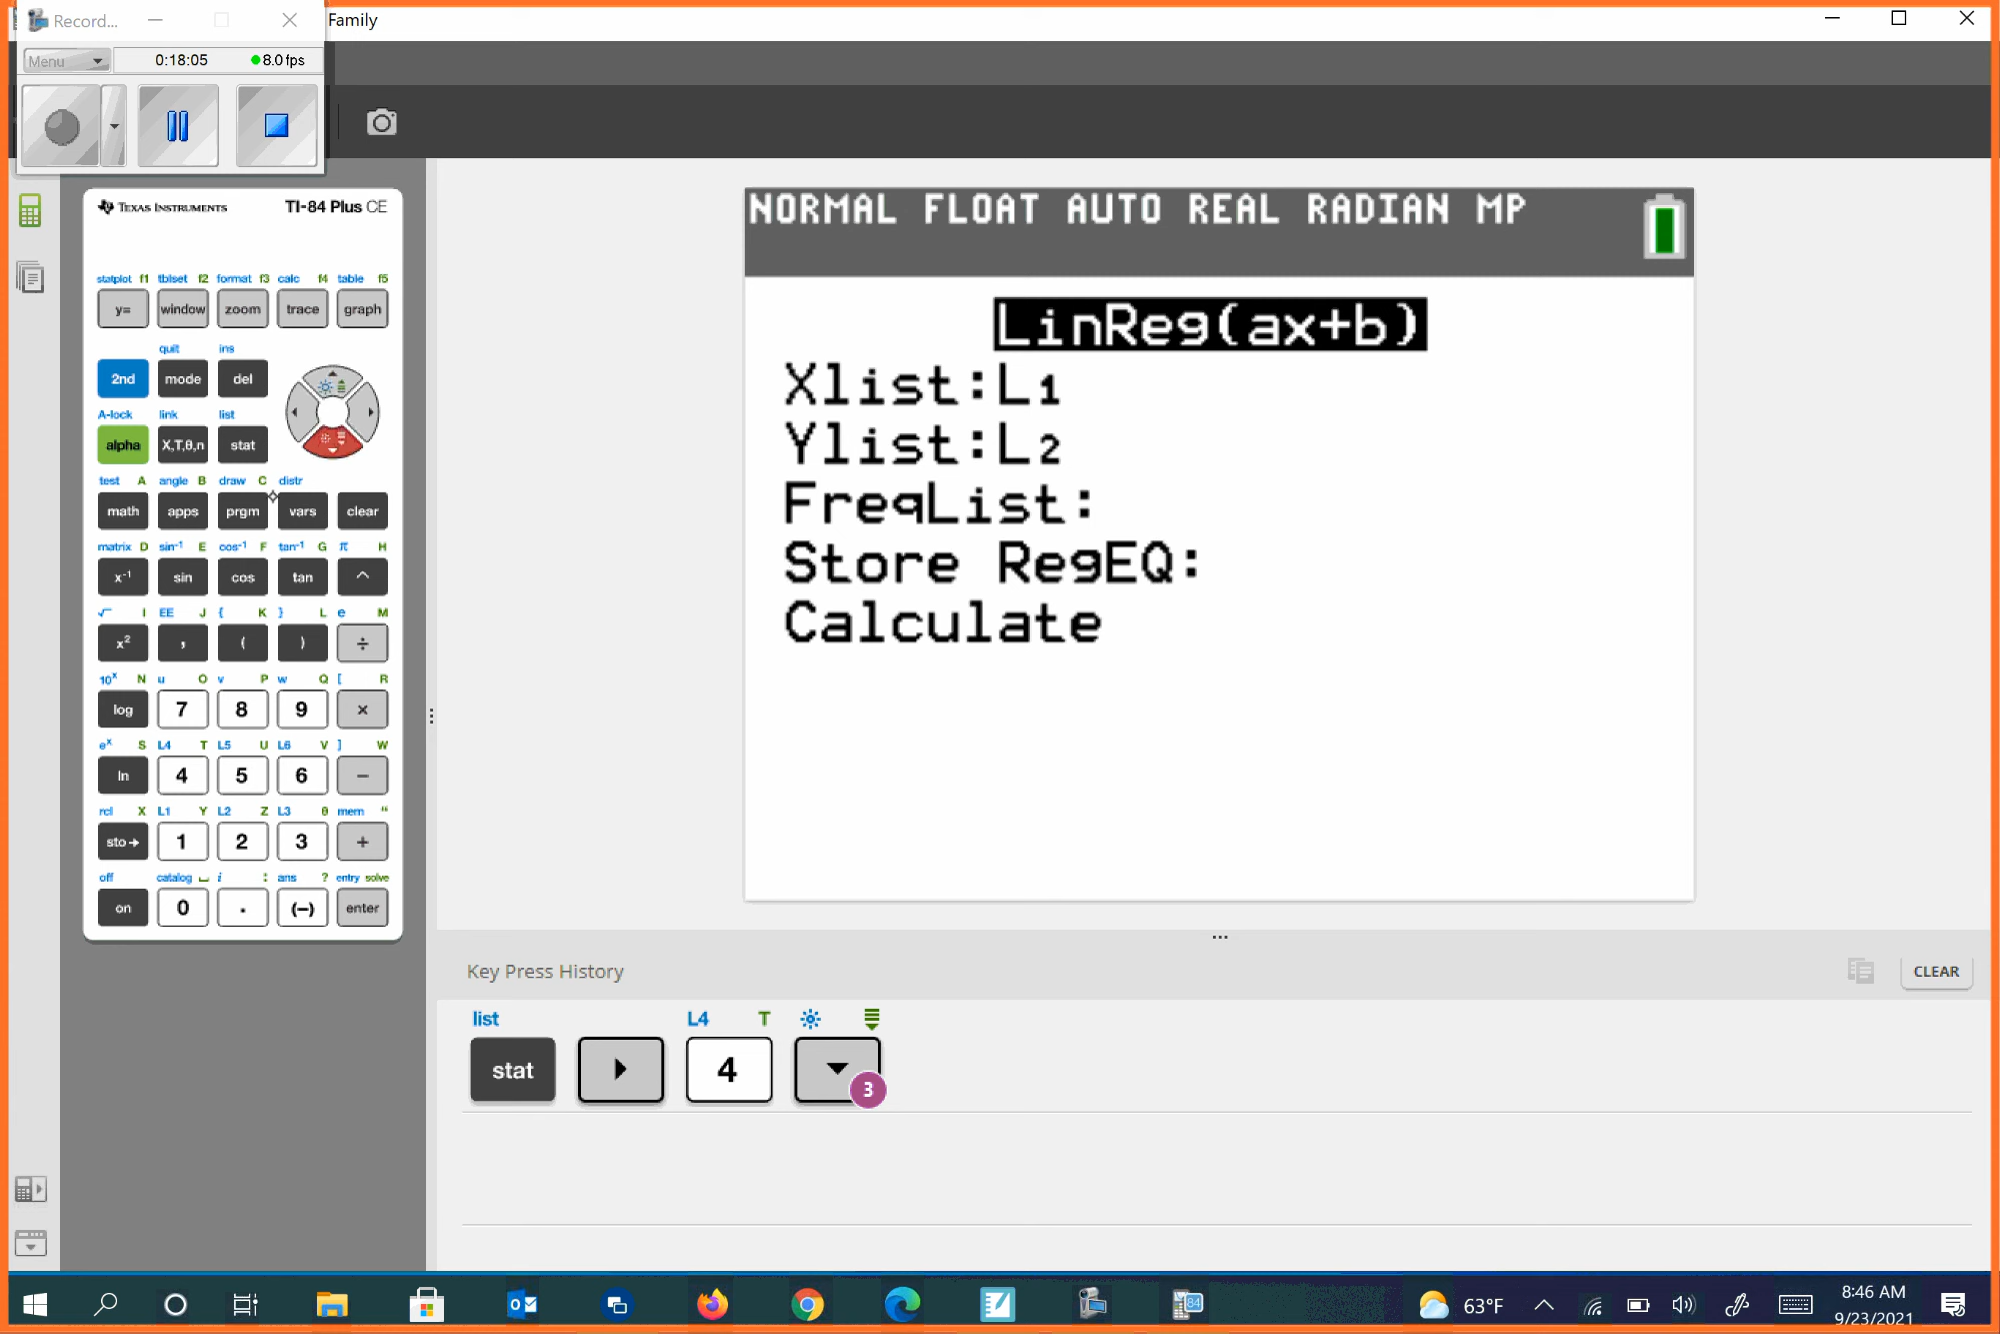 Record...
Family
Menu
0:18:05
8.0 fps
TEXAS INSTRUMENTS TI-84 Plus CE
statplot f1 tblset f2 format f3 calc f4 table f5
y= window zoom trace graph
quit ins
2nd mode del
A-lock link list
alpha X,T,θ,n stat
test A angle B draw C distr
math apps prgm vars clear
matrix D sin⁻¹ E cos⁻¹ F tan⁻¹ G π H
x⁻¹ sin cos tan ^
√ I EE J { K } L e M
x² , ( ) ÷
10ˣ N u O v P w Q [ R
log 7 8 9 ×
eˣ S L4 T L5 U L6 V ] W
ln 4 5 6 −
rcl X L1 Y L2 Z L3 θ mem "
sto→ 1 2 3 +
off catalog ⎵ i : ans ? entry solve
on 0 . (−) enter
NORMAL FLOAT AUTO REAL RADIAN MP
LinReg(ax+b)
Xlist:L1
Ylist:L2
FreqList:
Store RegEQ:
Calculate
Key Press History
CLEAR
list L4 T
stat 4 3
63°F
8:46 AM
9/23/2021
84